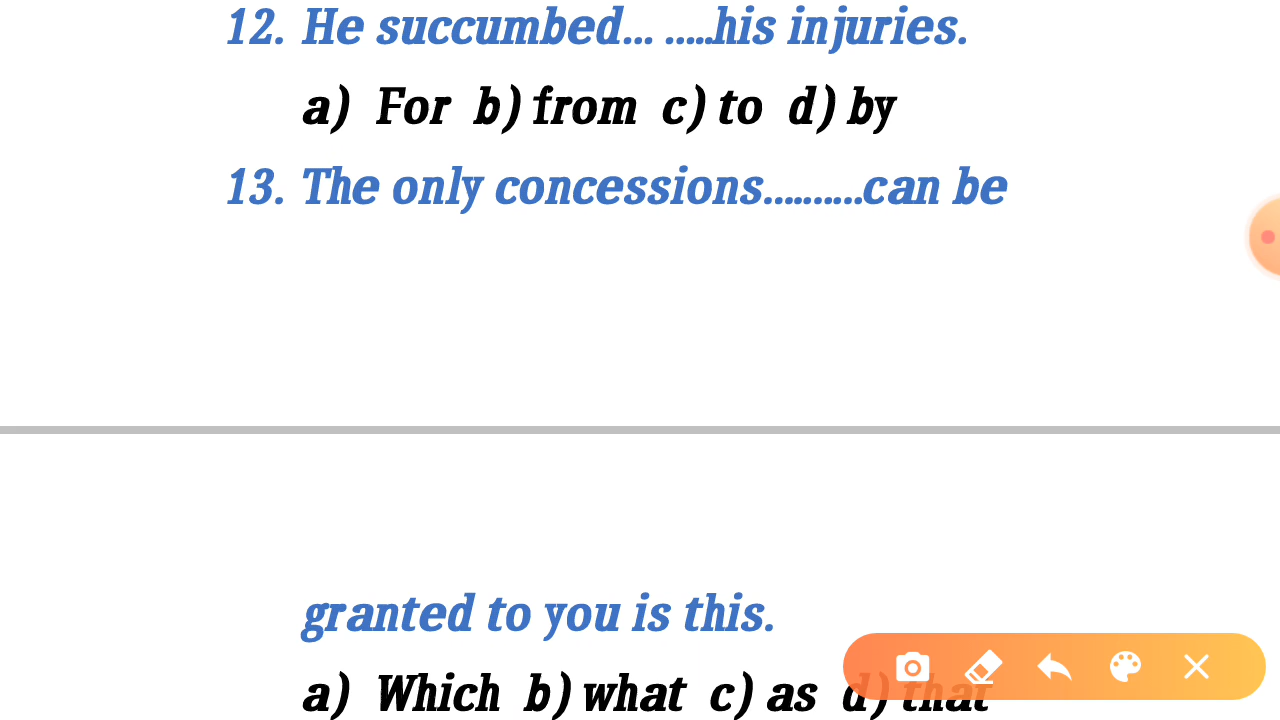 12. He succumbed... .....his injuries.
a) For b) from c) to d) by
13. The only concessions..........can be
granted to you is this.
a) Which b) what c) as d) that